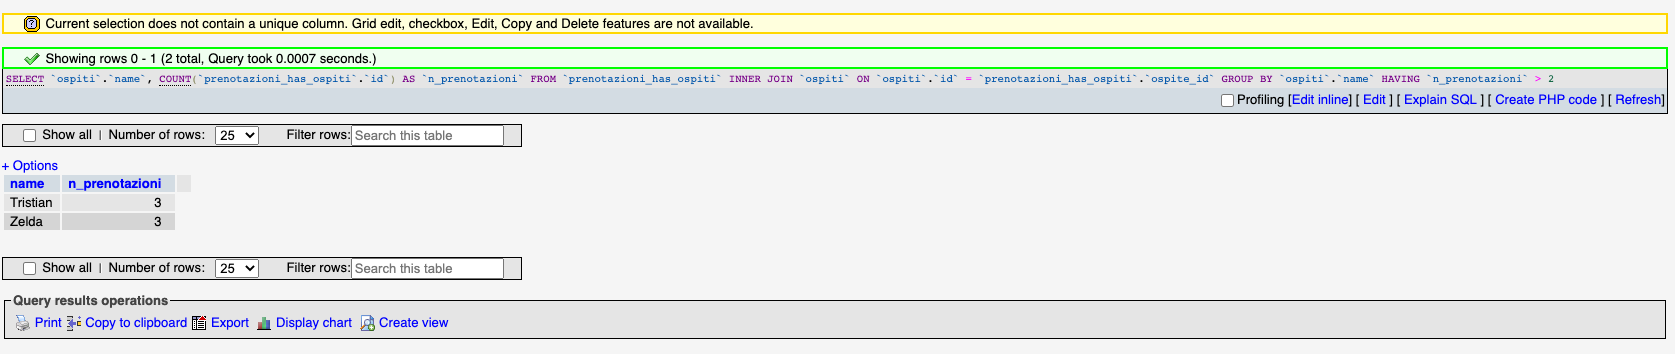 Current selection does not contain a unique column. Grid edit, checkbox, Edit, Copy and Delete features are not available.
Showing rows 0 - 1 (2 total, Query took 0.0007 seconds.)
SELECT `ospiti`.`name`, COUNT(`prenotazioni_has_ospiti`.`id`) AS `n_prenotazioni` FROM `prenotazioni_has_ospiti` INNER JOIN `ospiti` ON `ospiti`.`id` = `prenotazioni_has_ospiti`.`ospite_id` GROUP BY `ospiti`.`name` HAVING `n_prenotazioni` > 2
Profiling [Edit inline] [ Edit ] [ Explain SQL ] [ Create PHP code ] [ Refresh]
Show all | Number of rows: 25 Filter rows: Search this table
+ Options
name n_prenotazioni
Tristian 3
Zelda 3
Show all | Number of rows: 25 Filter rows: Search this table
Query results operations
Print Copy to clipboard Export Display chart Create view